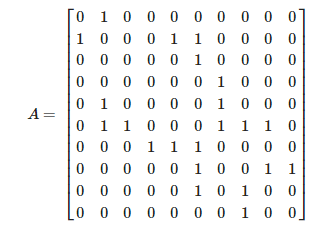 0 1 0 0 0 0 0 0 0 0
1 0 0 0 1 1 0 0 0 0
0 0 0 0 0 1 0 0 0 0
0 0 0 0 0 0 1 0 0 0
0 1 0 0 0 0 1 0 0 0
A = 0 1 1 0 0 0 1 1 1 0
0 0 0 1 1 1 0 0 0 0
0 0 0 0 0 1 0 0 1 1
0 0 0 0 0 1 0 1 0 0
0 0 0 0 0 0 0 1 0 0